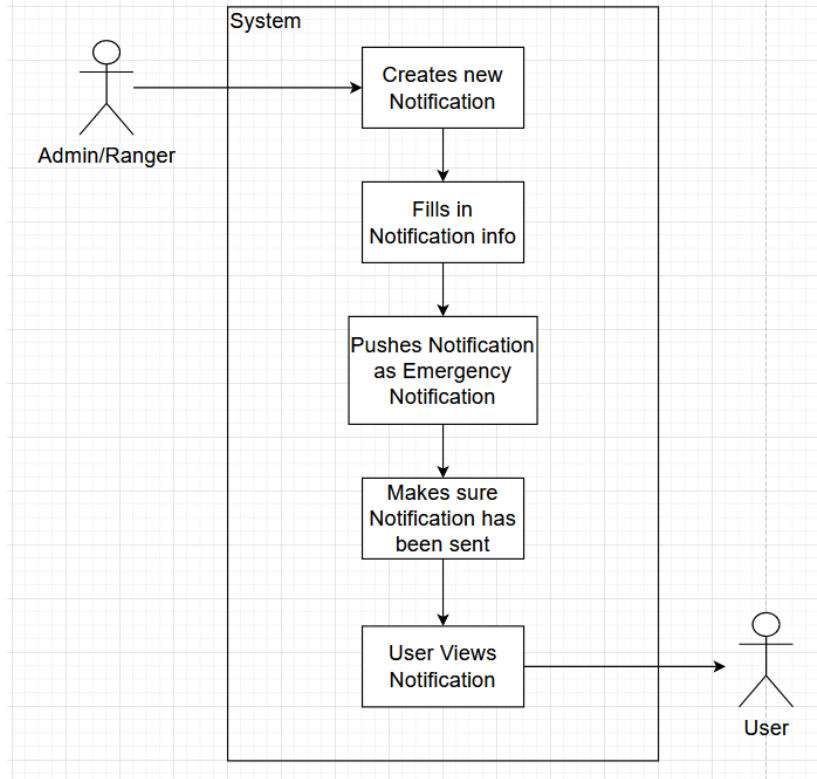 System
Creates new
Notification
Admin/Ranger
Fills in
Notification info
Pushes Notification
as Emergency
Notification
Makes sure
Notification has
been sent
User Views
Notification
User